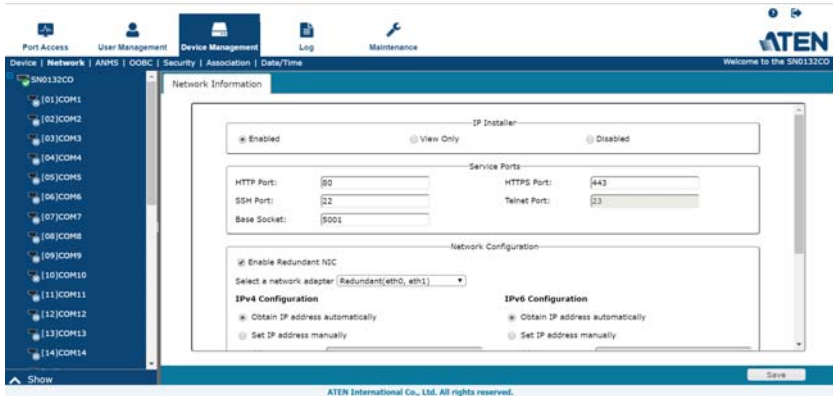 Port Access User Management Device Management Log Maintenance
ATEN
Device | Network | ANMS | OOBC | Security | Association | Date/Time
Welcome to the SN0132CO
SN0132CO
[01]COM1
[02]COM2
[03]COM3
[04]COM4
[05]COM5
[06]COM6
[07]COM7
[08]COM8
[09]COM9
[10]COM10
[11]COM11
[12]COM12
[13]COM13
[14]COM14
Show
Network Information
IP Installer
Enabled View Only Disabled
Service Ports
HTTP Port: 80 HTTPS Port: 443
SSH Port: 22 Telnet Port: 23
Base Socket: 5001
Network Configuration
Enable Redundant NIC
Select a network adapter Redundant(eth0, eth1)
IPv4 Configuration IPv6 Configuration
Obtain IP address automatically Obtain IP address automatically
Set IP address manually Set IP address manually
Save
ATEN International Co., Ltd. All rights reserved.